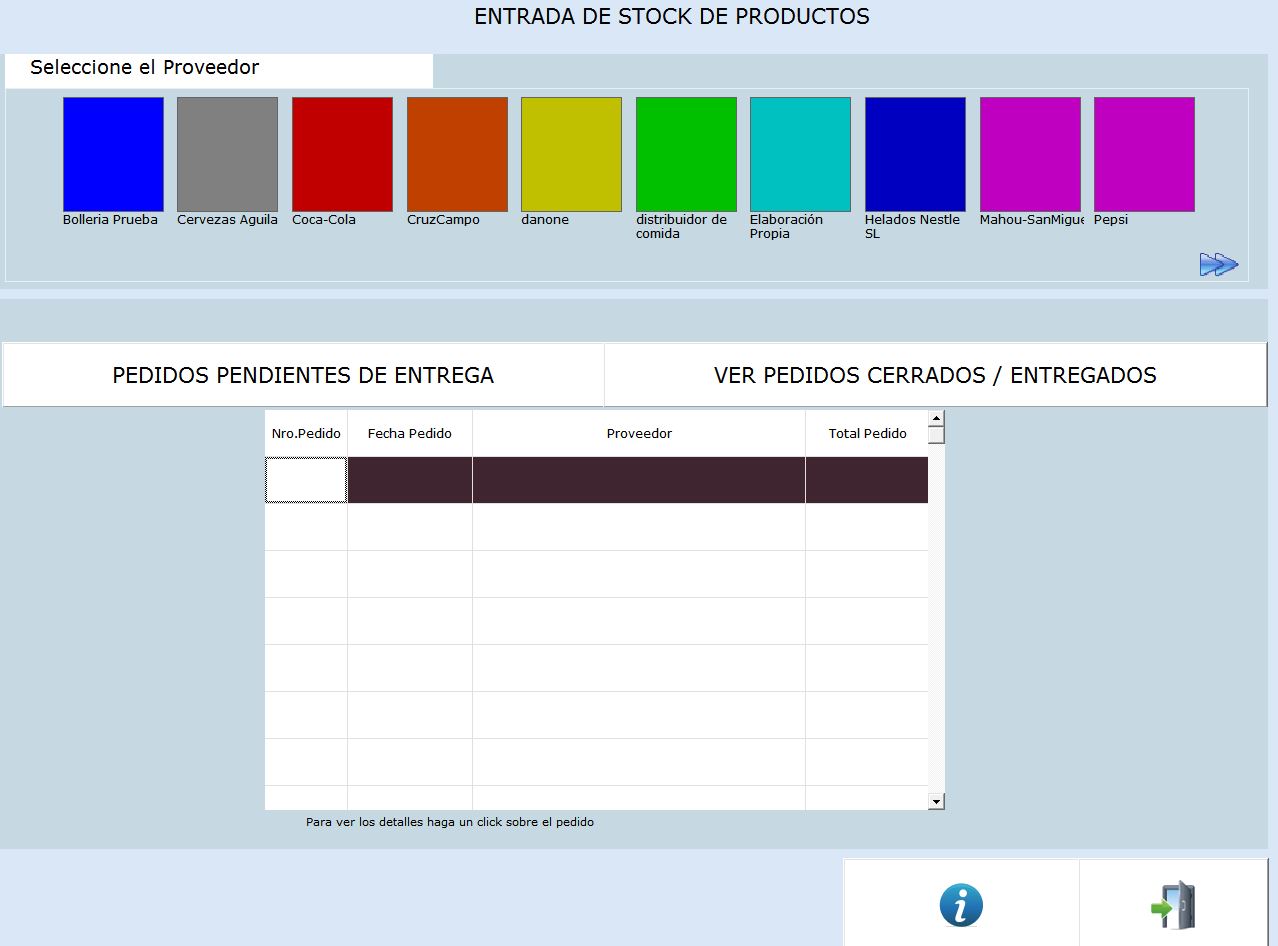 ENTRADA DE STOCK DE PRODUCTOS
Seleccione el Proveedor
Bolleria Prueba
Cervezas Aguila
Coca-Cola
CruzCampo
danone
distribuidor de
comida
Elaboración
Propia
Helados Nestle
SL
Mahou-SanMigue
Pepsi
PEDIDOS PENDIENTES DE ENTREGA
VER PEDIDOS CERRADOS / ENTREGADOS
Nro.Pedido
Fecha Pedido
Proveedor
Total Pedido
Para ver los detalles haga un click sobre el pedido